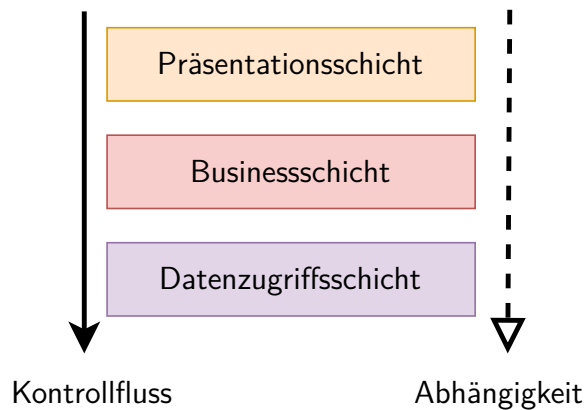 Präsentationsschicht
Businessschicht
Datenzugriffsschicht
Kontrollfluss
Abhängigkeit